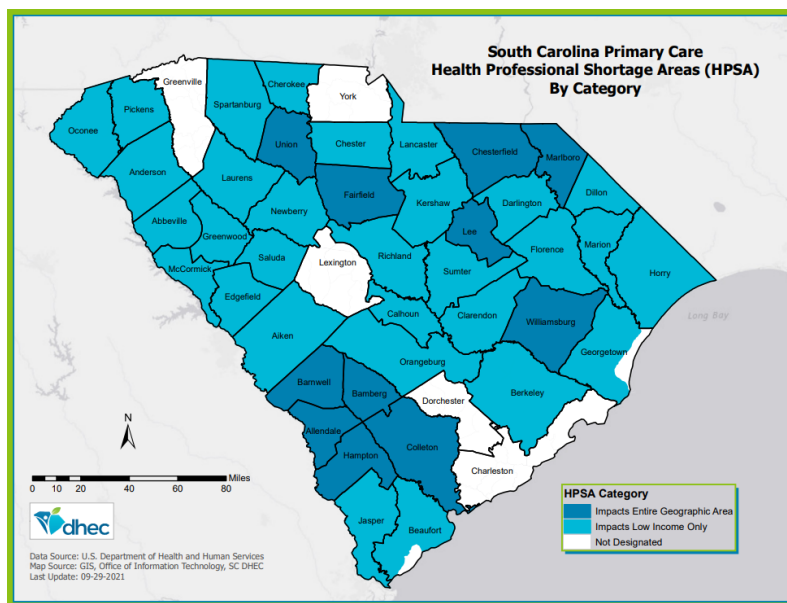 South Carolina Primary Care
Health Professional Shortage Areas (HPSA)
By Category
Greenville
Cherokee
York
Spartanburg
Pickens
Oconee
Union
Chester
Lancaster
Chesterfield
Marlboro
Anderson
Laurens
Dillon
Fairfield
Kershaw
Darlington
Newberry
Abbeville
Greenwood
Lee
Florence
Marion
Saluda
Lexington
Richland
McCormick
Sumter
Horry
Edgefield
Calhoun
Clarendon
Long Bay
Williamsburg
Aiken
Georgetown
Orangeburg
Barnwell
Bamberg
Berkeley
Dorchester
Allendale
N
Colleton
Hampton
Charleston
Miles
0 5 10 20 40 60 80
HPSA Category
Impacts Entire Geographic Area
Impacts Low Income Only
Not Designated
dhec
Jasper
Beaufort
Data Source: U.S. Department of Health and Human Services
Map Source: GIS, Office of Information Technology, SC DHEC
Last Update: 09-29-2021